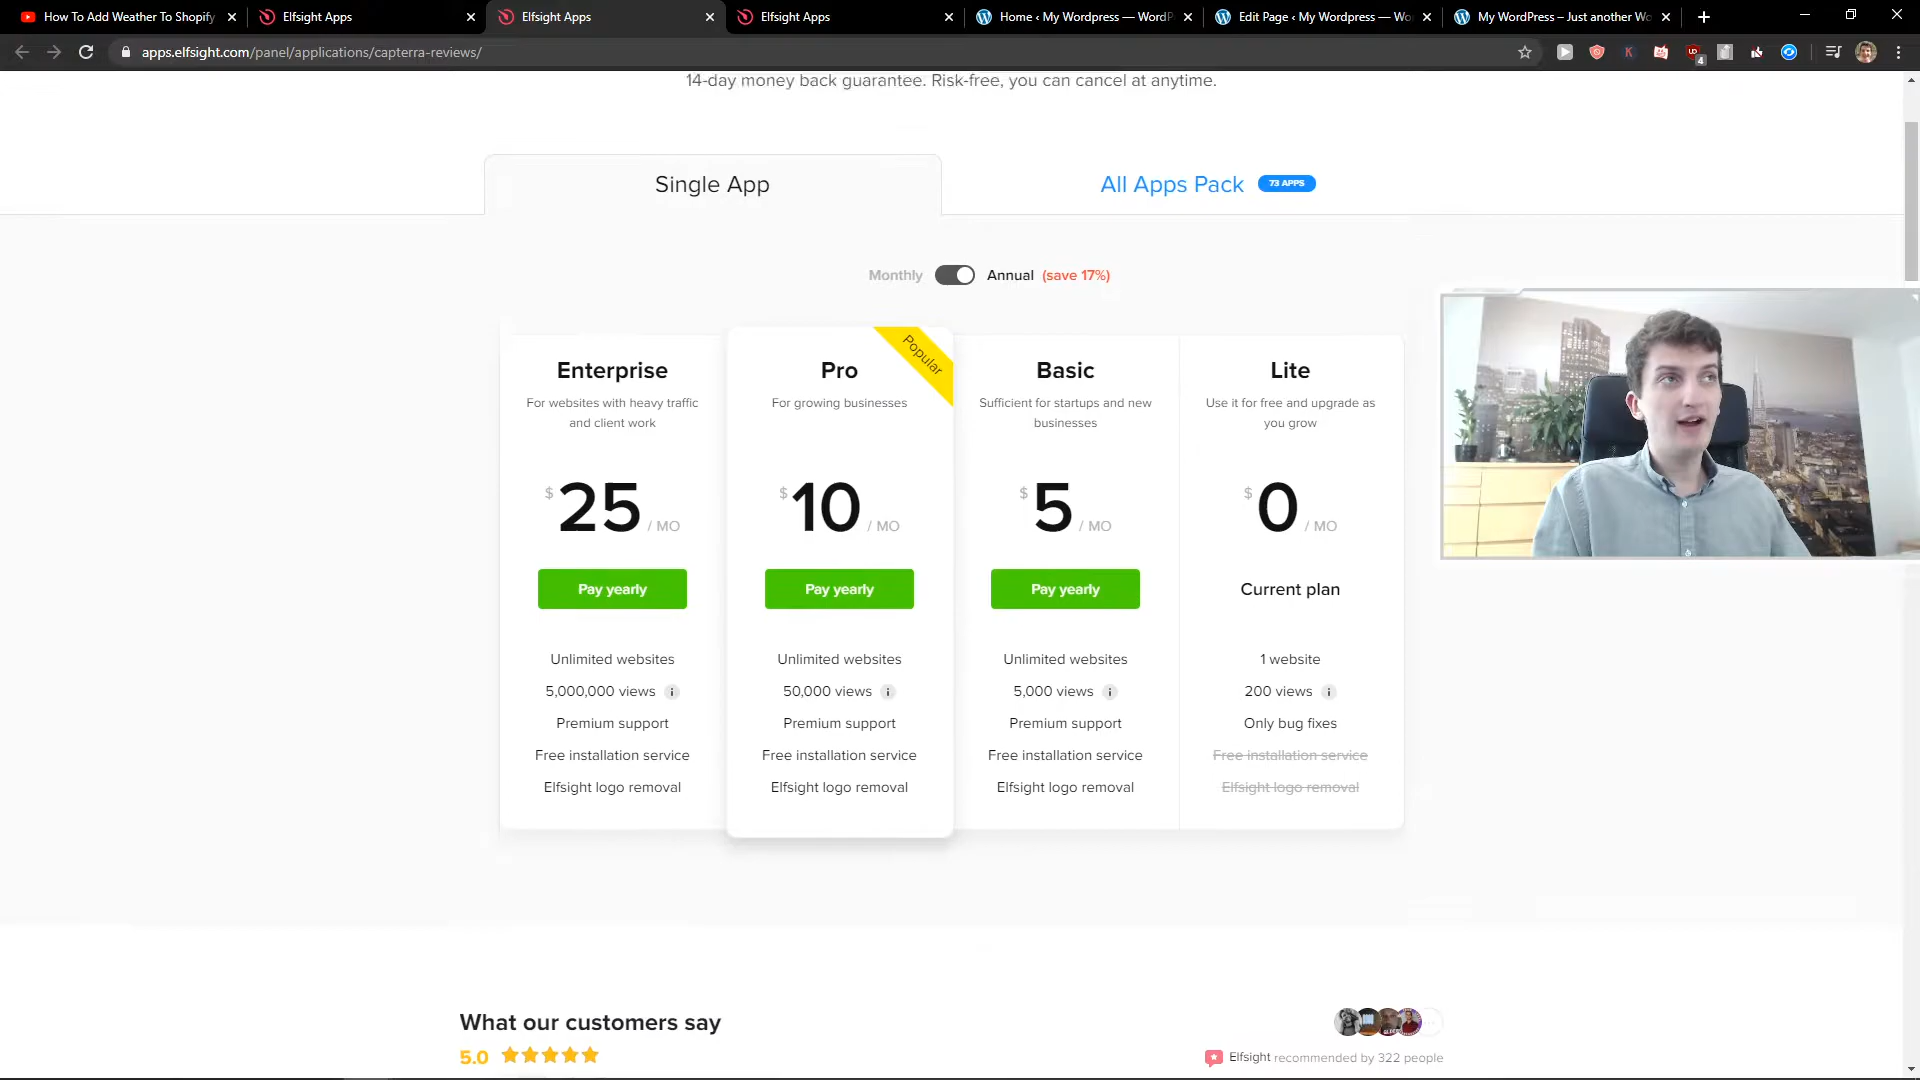 How To Add Weather To Shopify
Elfsight Apps
Elfsight Apps
Elfsight Apps
Home ‹ My Wordpress — WordP
Edit Page ‹ My Wordpress — Wo
My WordPress – Just another Wo
apps.elfsight.com/panel/applications/capterra-reviews/
14-day money back guarantee. Risk-free, you can cancel at anytime.
Single App
All Apps Pack
73 APPS
Monthly
Annual (save 17%)
Enterprise
For websites with heavy traffic
and client work
$ 25 / MO
Pay yearly
Unlimited websites
5,000,000 views
Premium support
Free installation service
Elfsight logo removal
Popular
Pro
For growing businesses
$ 10 / MO
Pay yearly
Unlimited websites
50,000 views
Premium support
Free installation service
Elfsight logo removal
Basic
Sufficient for startups and new
businesses
$ 5 / MO
Pay yearly
Unlimited websites
5,000 views
Premium support
Free installation service
Elfsight logo removal
Lite
Use it for free and upgrade as
you grow
$ 0 / MO
Current plan
1 website
200 views
Only bug fixes
Free installation service
Elfsight logo removal
What our customers say
5.0
Elfsight recommended by 322 people